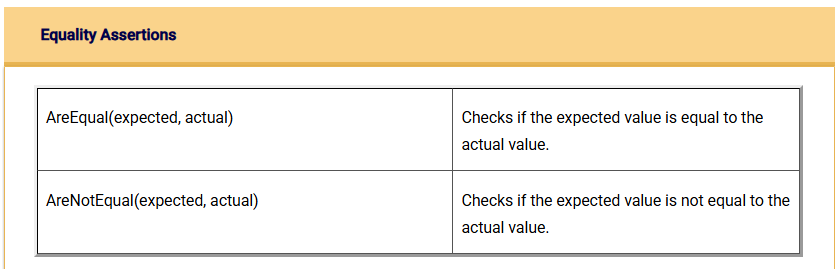 Equality Assertions
AreEqual(expected, actual)
Checks if the expected value is equal to the
actual value.
AreNotEqual(expected, actual)
Checks if the expected value is not equal to the
actual value.